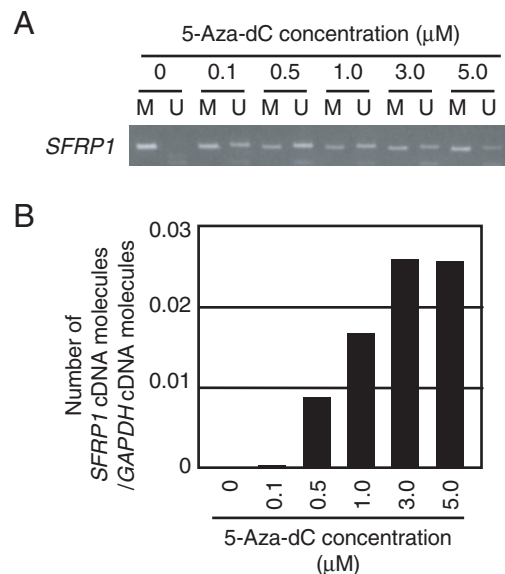 A
5-Aza-dC concentration (μM)
0 0.1 0.5 1.0 3.0 5.0
M U M U M U M U M U M U
SFRP1
B
Number of
SFRP1 cDNA molecules
/GAPDH cDNA molecules
0.03
0.02
0.01
0
0 0.1 0.5 1.0 3.0 5.0
5-Aza-dC concentration
(μM)